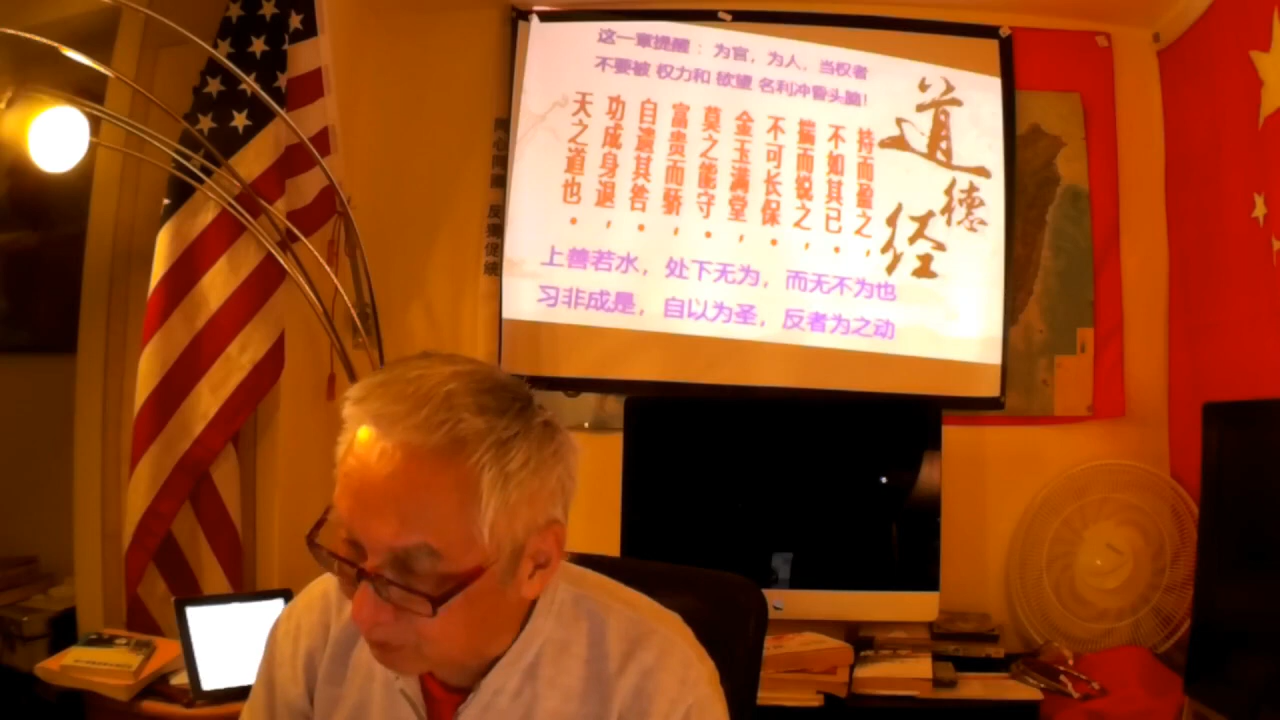 这一章提醒：为官，为人，当权者
不要被 权力和 欲望 名利冲昏头脑！
道德经
持而盈之，
不如其已。
揣而锐之，
不可长保。
金玉满堂，
莫之能守。
富贵而骄，
自遗其咎。
功成身退，
天之道也。
上善若水，处下无为，而无不为也
习非成是，自以为圣，反者为之动